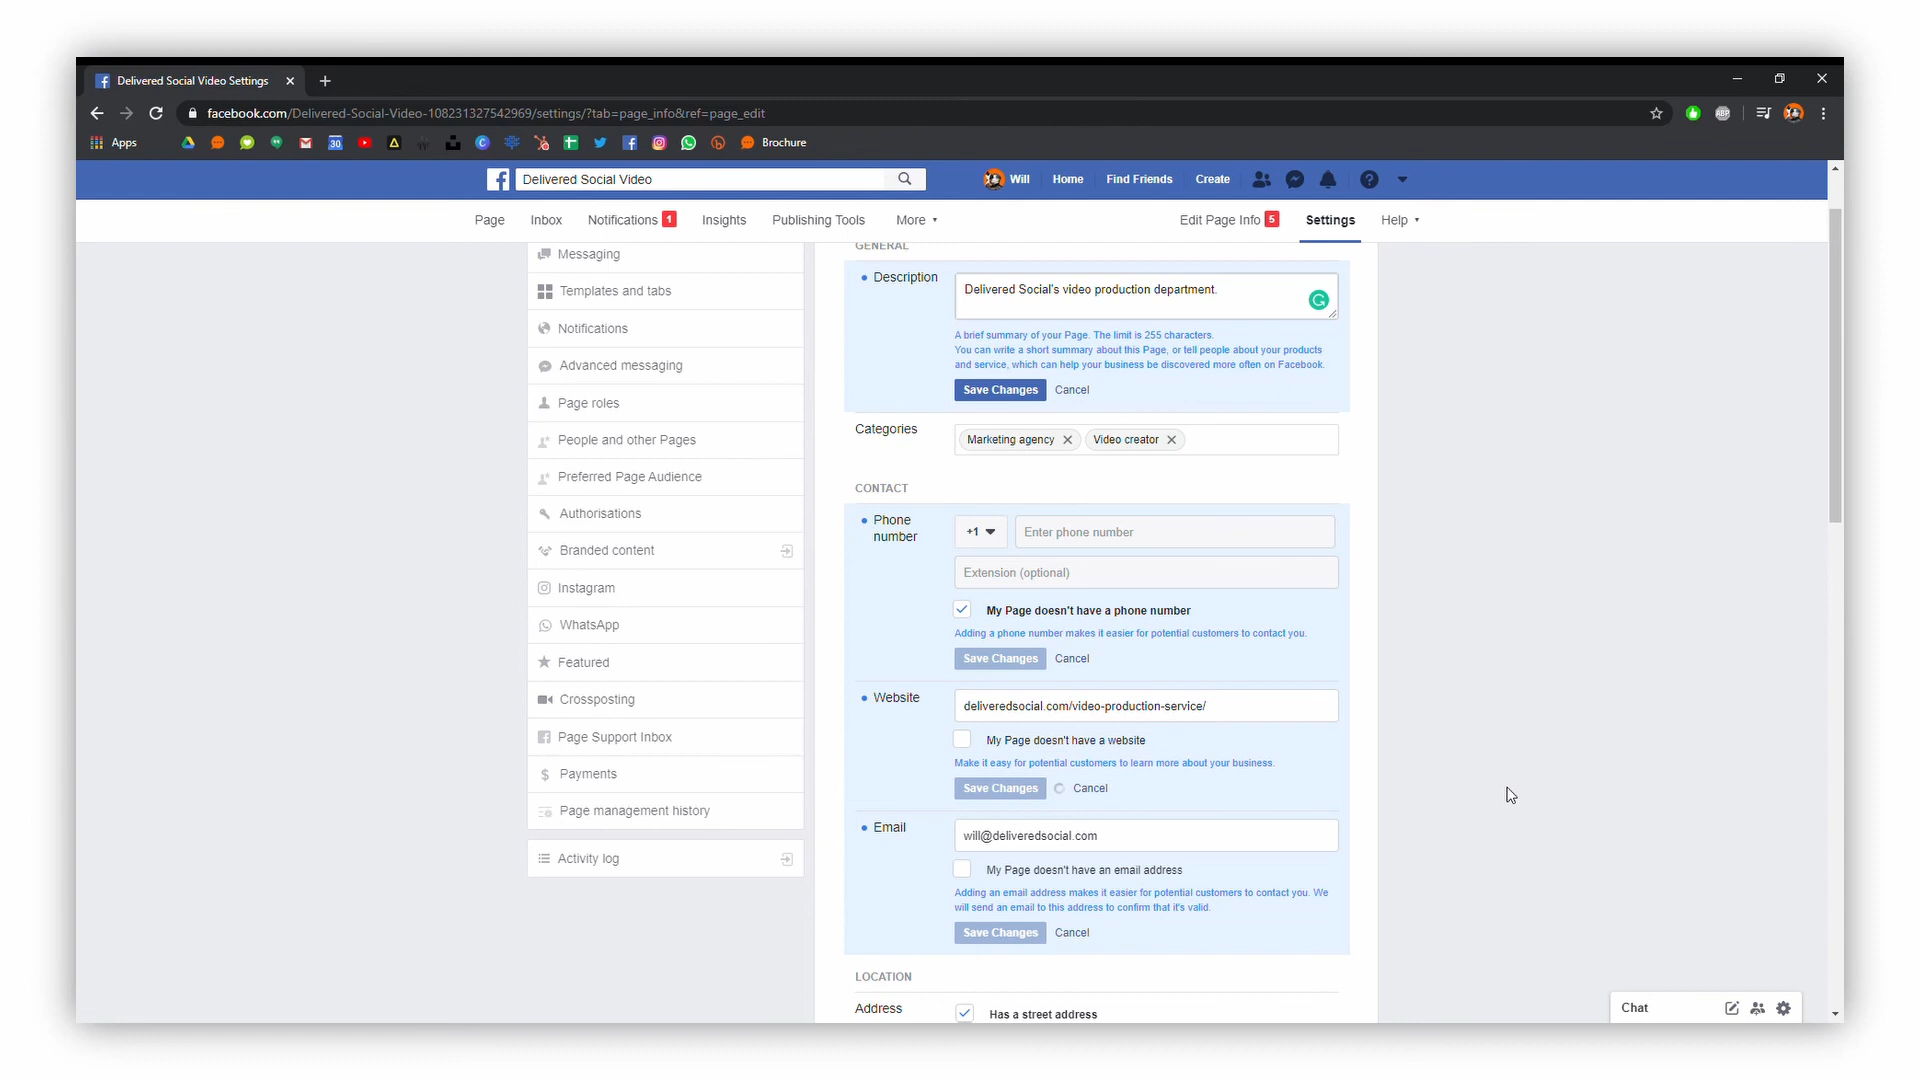 Delivered Social Video Settings
facebook.com/Delivered-Social-Video-108231327542969/settings/?tab=page_info&ref=page_edit
ABP
Apps
30
Brochure
Delivered Social Video
Will
Home
Find Friends
Create
Page
Inbox
Notifications 1
Insights
Publishing Tools
More
Edit Page Info 5
Settings
Help
Messaging
Templates and tabs
Notifications
Advanced messaging
Page roles
People and other Pages
Preferred Page Audience
Authorisations
Branded content
Instagram
WhatsApp
Featured
Crossposting
Page Support Inbox
Payments
Page management history
Activity log
GENERAL
Description
Delivered Social's video production department.
A brief summary of your Page. The limit is 255 characters.
You can write a short summary about this Page, or tell people about your products
and service, which can help your business be discovered more often on Facebook.
Save Changes
Cancel
Categories
Marketing agency
Video creator
CONTACT
Phone
number
+1
Enter phone number
Extension (optional)
My Page doesn't have a phone number
Adding a phone number makes it easier for potential customers to contact you.
Save Changes
Cancel
Website
deliveredsocial.com/video-production-service/
My Page doesn't have a website
Make it easy for potential customers to learn more about your business.
Save Changes
Cancel
Email
will@deliveredsocial.com
My Page doesn't have an email address
Adding an email address makes it easier for potential customers to contact you. We
will send an email to this address to confirm that it's valid.
Save Changes
Cancel
LOCATION
Address
Has a street address
Chat